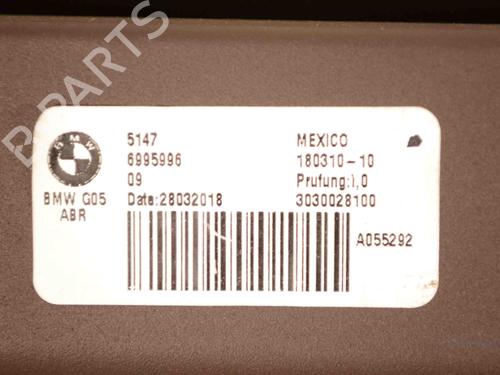 B-PARTS
BMW
BMW G05
ABR
5147
6995996
09
Date:28032018
MEXICO
180310-10
Prufung:1,0
3030028100
A055292